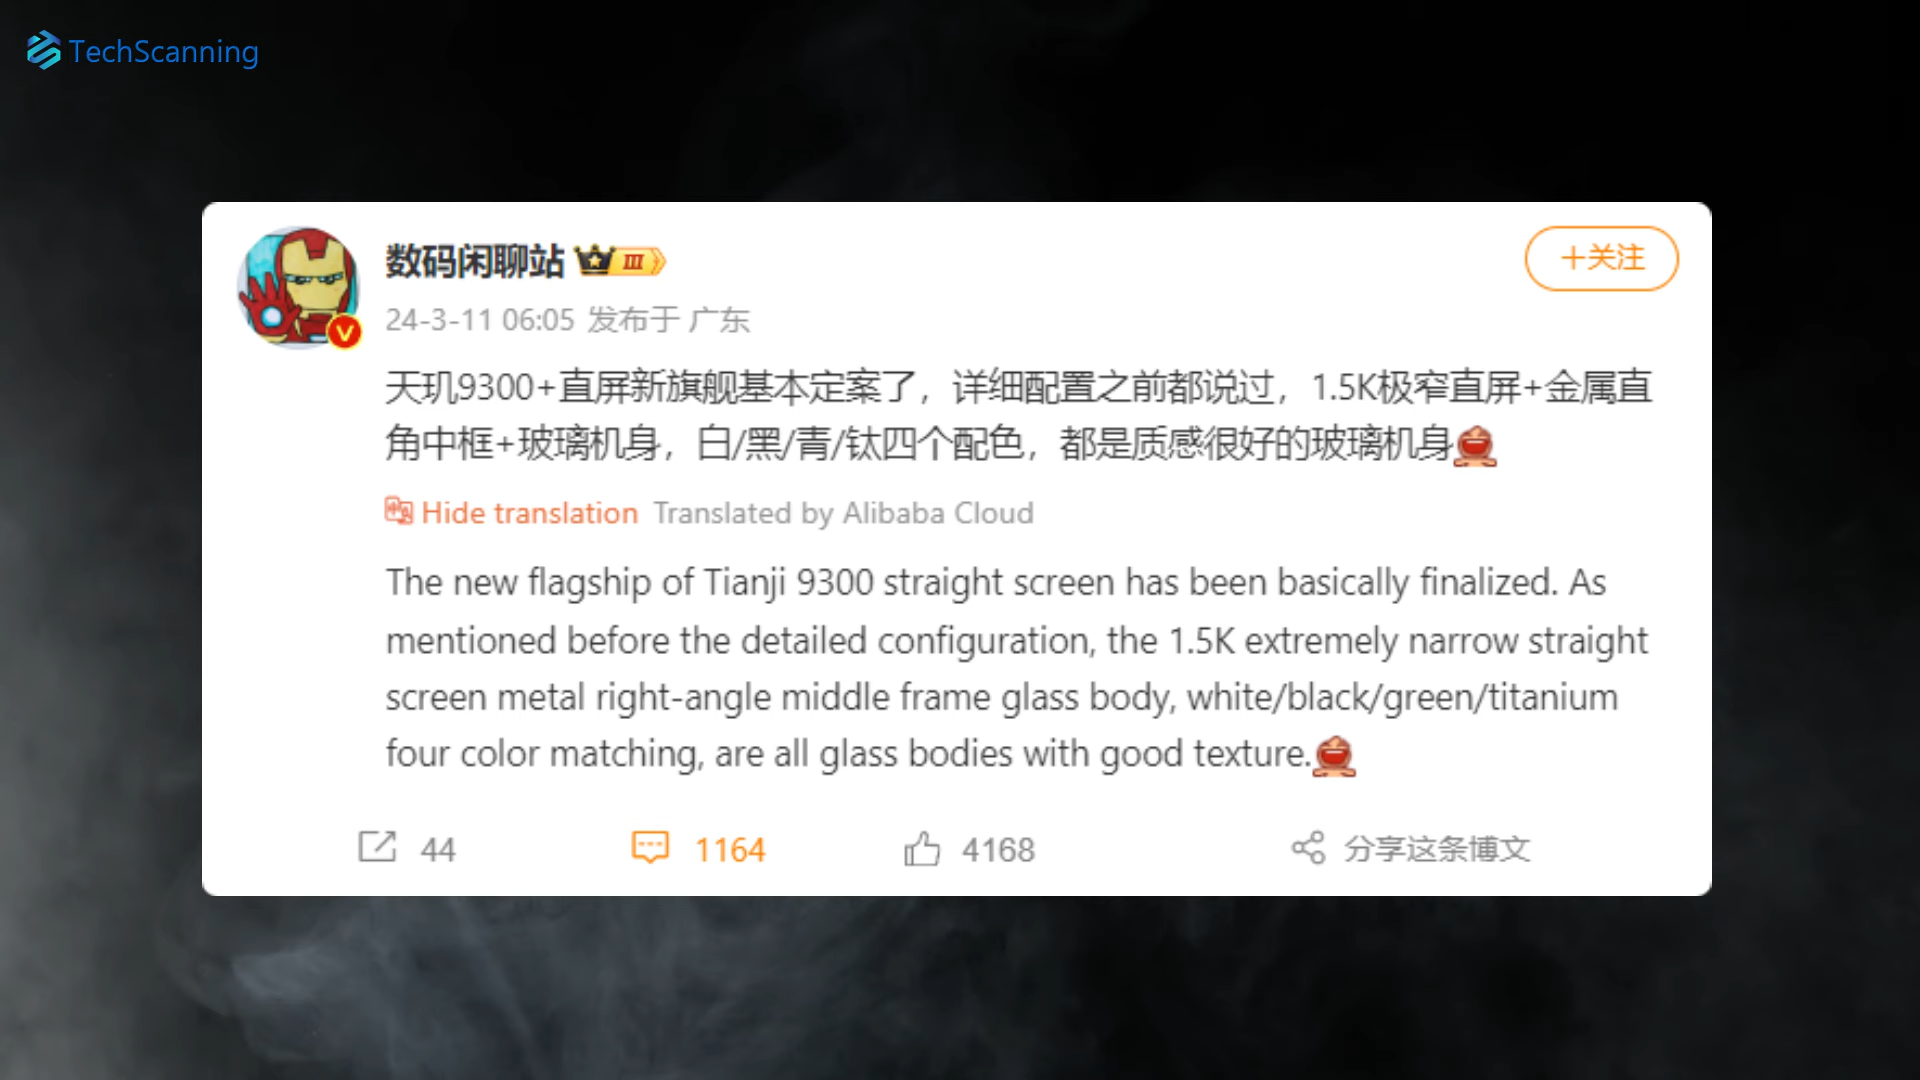 TechScanning
数码闲聊站 III
+关注
24-3-11 06:05 发布于 广东
天玑9300+直屏新旗舰基本定案了，详细配置之前都说过，1.5K极窄直屏+金属直
角中框+玻璃机身，白/黑/青/钛四个配色，都是质感很好的玻璃机身
Hide translation Translated by Alibaba Cloud
The new flagship of Tianji 9300 straight screen has been basically finalized. As
mentioned before the detailed configuration, the 1.5K extremely narrow straight
screen metal right-angle middle frame glass body, white/black/green/titanium
four color matching, are all glass bodies with good texture.
44 1164 4168 分享这条博文